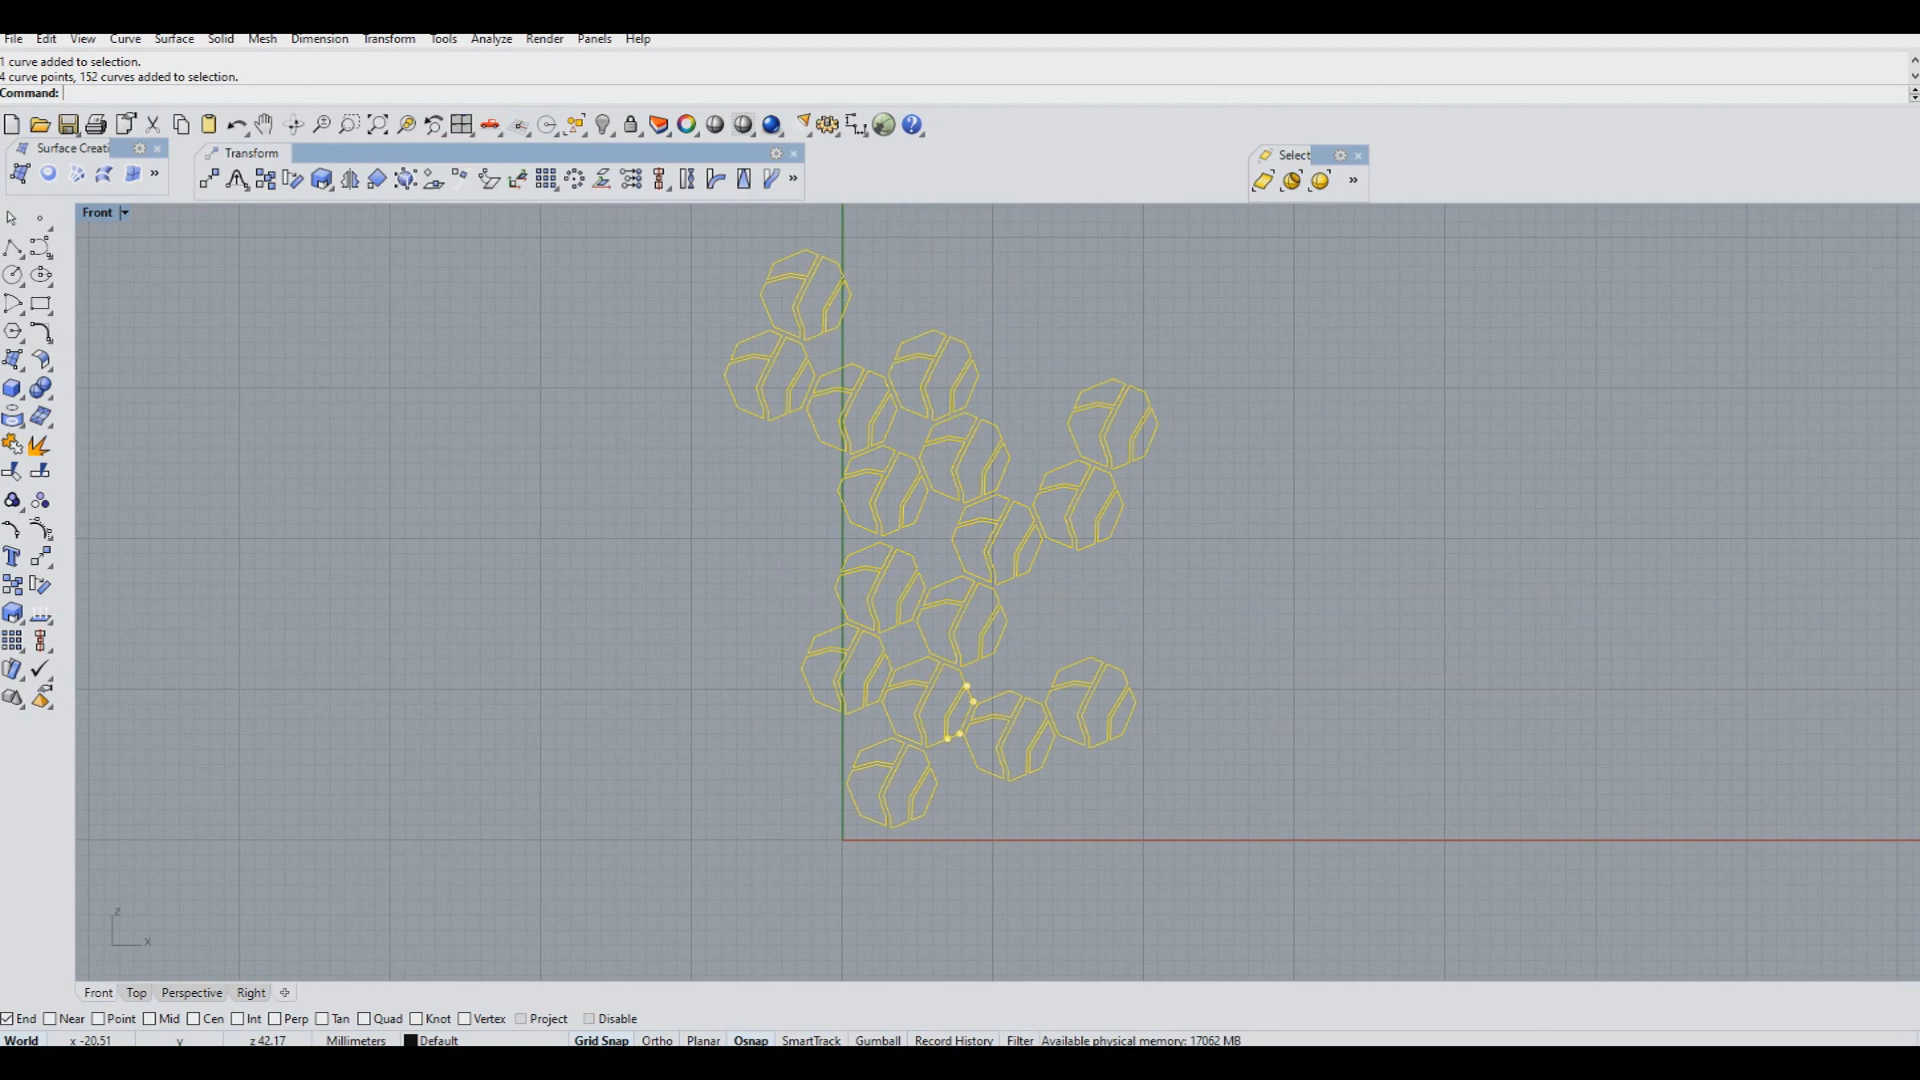 File Edit View Curve Surface Solid Mesh Dimension Transform Tools Analyze Render Panels Help
1 curve added to selection.
4 curve points, 152 curves added to selection.
Command:
Surface Creati
Transform
Select
Front
z
x
Front Top Perspective Right
End Near Point Mid Cen Int Perp Tan Quad Knot Vertex Project Disable
World x -20.51 y z 42.17 Millimeters Default Grid Snap Ortho Planar Osnap SmartTrack Gumball Record History Filter Available physical memory: 17062 MB